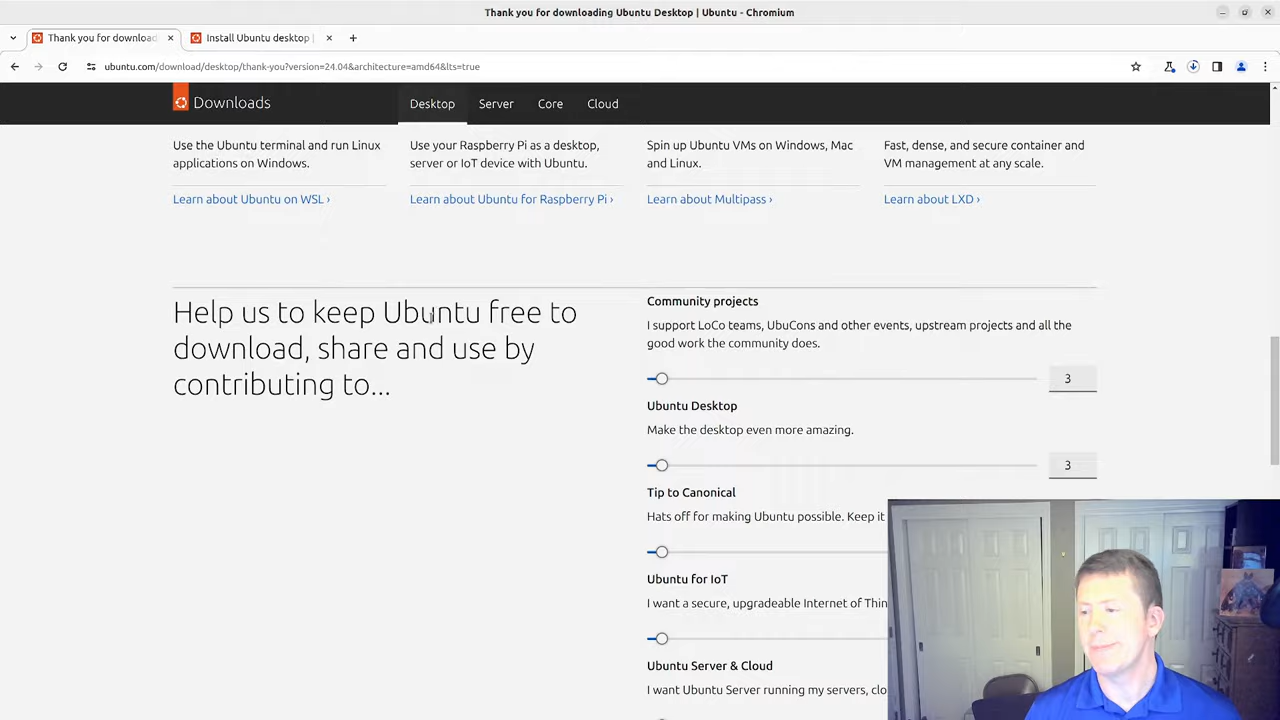 Thank you for downloading Ubuntu Desktop | Ubuntu - Chromium
Thank you for download
Install Ubuntu desktop |
ubuntu.com/download/desktop/thank-you?version=24.04&architecture=amd64&lts=true
Downloads
Desktop
Server
Core
Cloud
Use the Ubuntu terminal and run Linux
applications on Windows.
Learn about Ubuntu on WSL ›
Use your Raspberry Pi as a desktop,
server or IoT device with Ubuntu.
Learn about Ubuntu for Raspberry Pi ›
Spin up Ubuntu VMs on Windows, Mac
and Linux.
Learn about Multipass ›
Fast, dense, and secure container and
VM management at any scale.
Learn about LXD ›
Help us to keep Ubuntu free to
download, share and use by
contributing to...
Community projects
I support LoCo teams, UbuCons and other events, upstream projects and all the
good work the community does.
3
Ubuntu Desktop
Make the desktop even more amazing.
3
Tip to Canonical
Hats off for making Ubuntu possible. Keep it
Ubuntu for IoT
I want a secure, upgradeable Internet of Thin
Ubuntu Server & Cloud
I want Ubuntu Server running my servers, clo